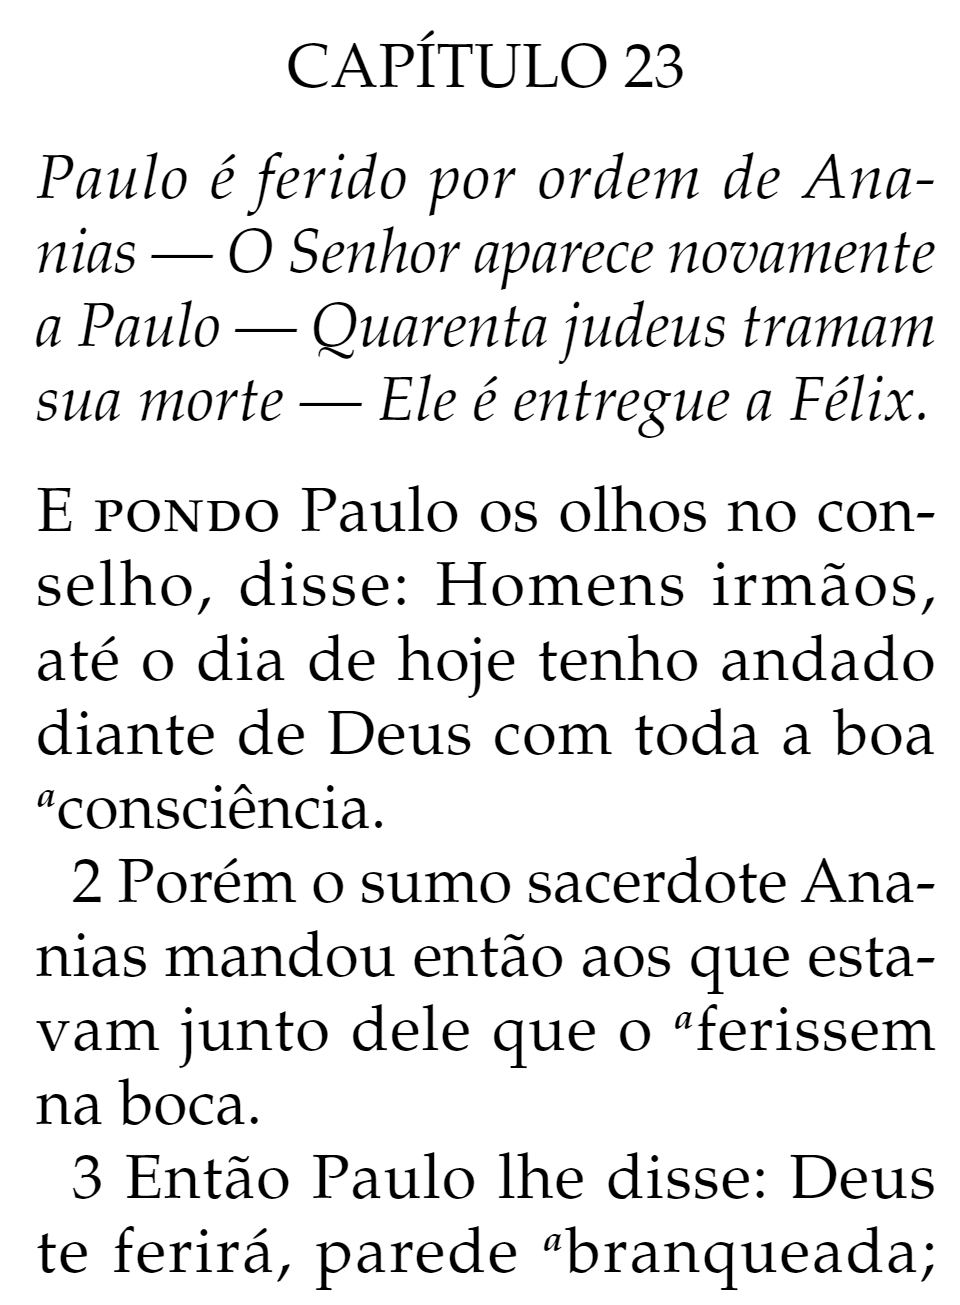 CAPÍTULO 23
Paulo é ferido por ordem de Ana-
nias — O Senhor aparece novamente
a Paulo — Quarenta judeus tramam
sua morte — Ele é entregue a Félix.
E PONDO Paulo os olhos no con-
selho, disse: Homens irmãos,
até o dia de hoje tenho andado
diante de Deus com toda a boa
ᵃconsciência.
2 Porém o sumo sacerdote Ana-
nias mandou então aos que esta-
vam junto dele que o ᵃferissem
na boca.
3 Então Paulo lhe disse: Deus
te ferirá, parede ᵃbranqueada;